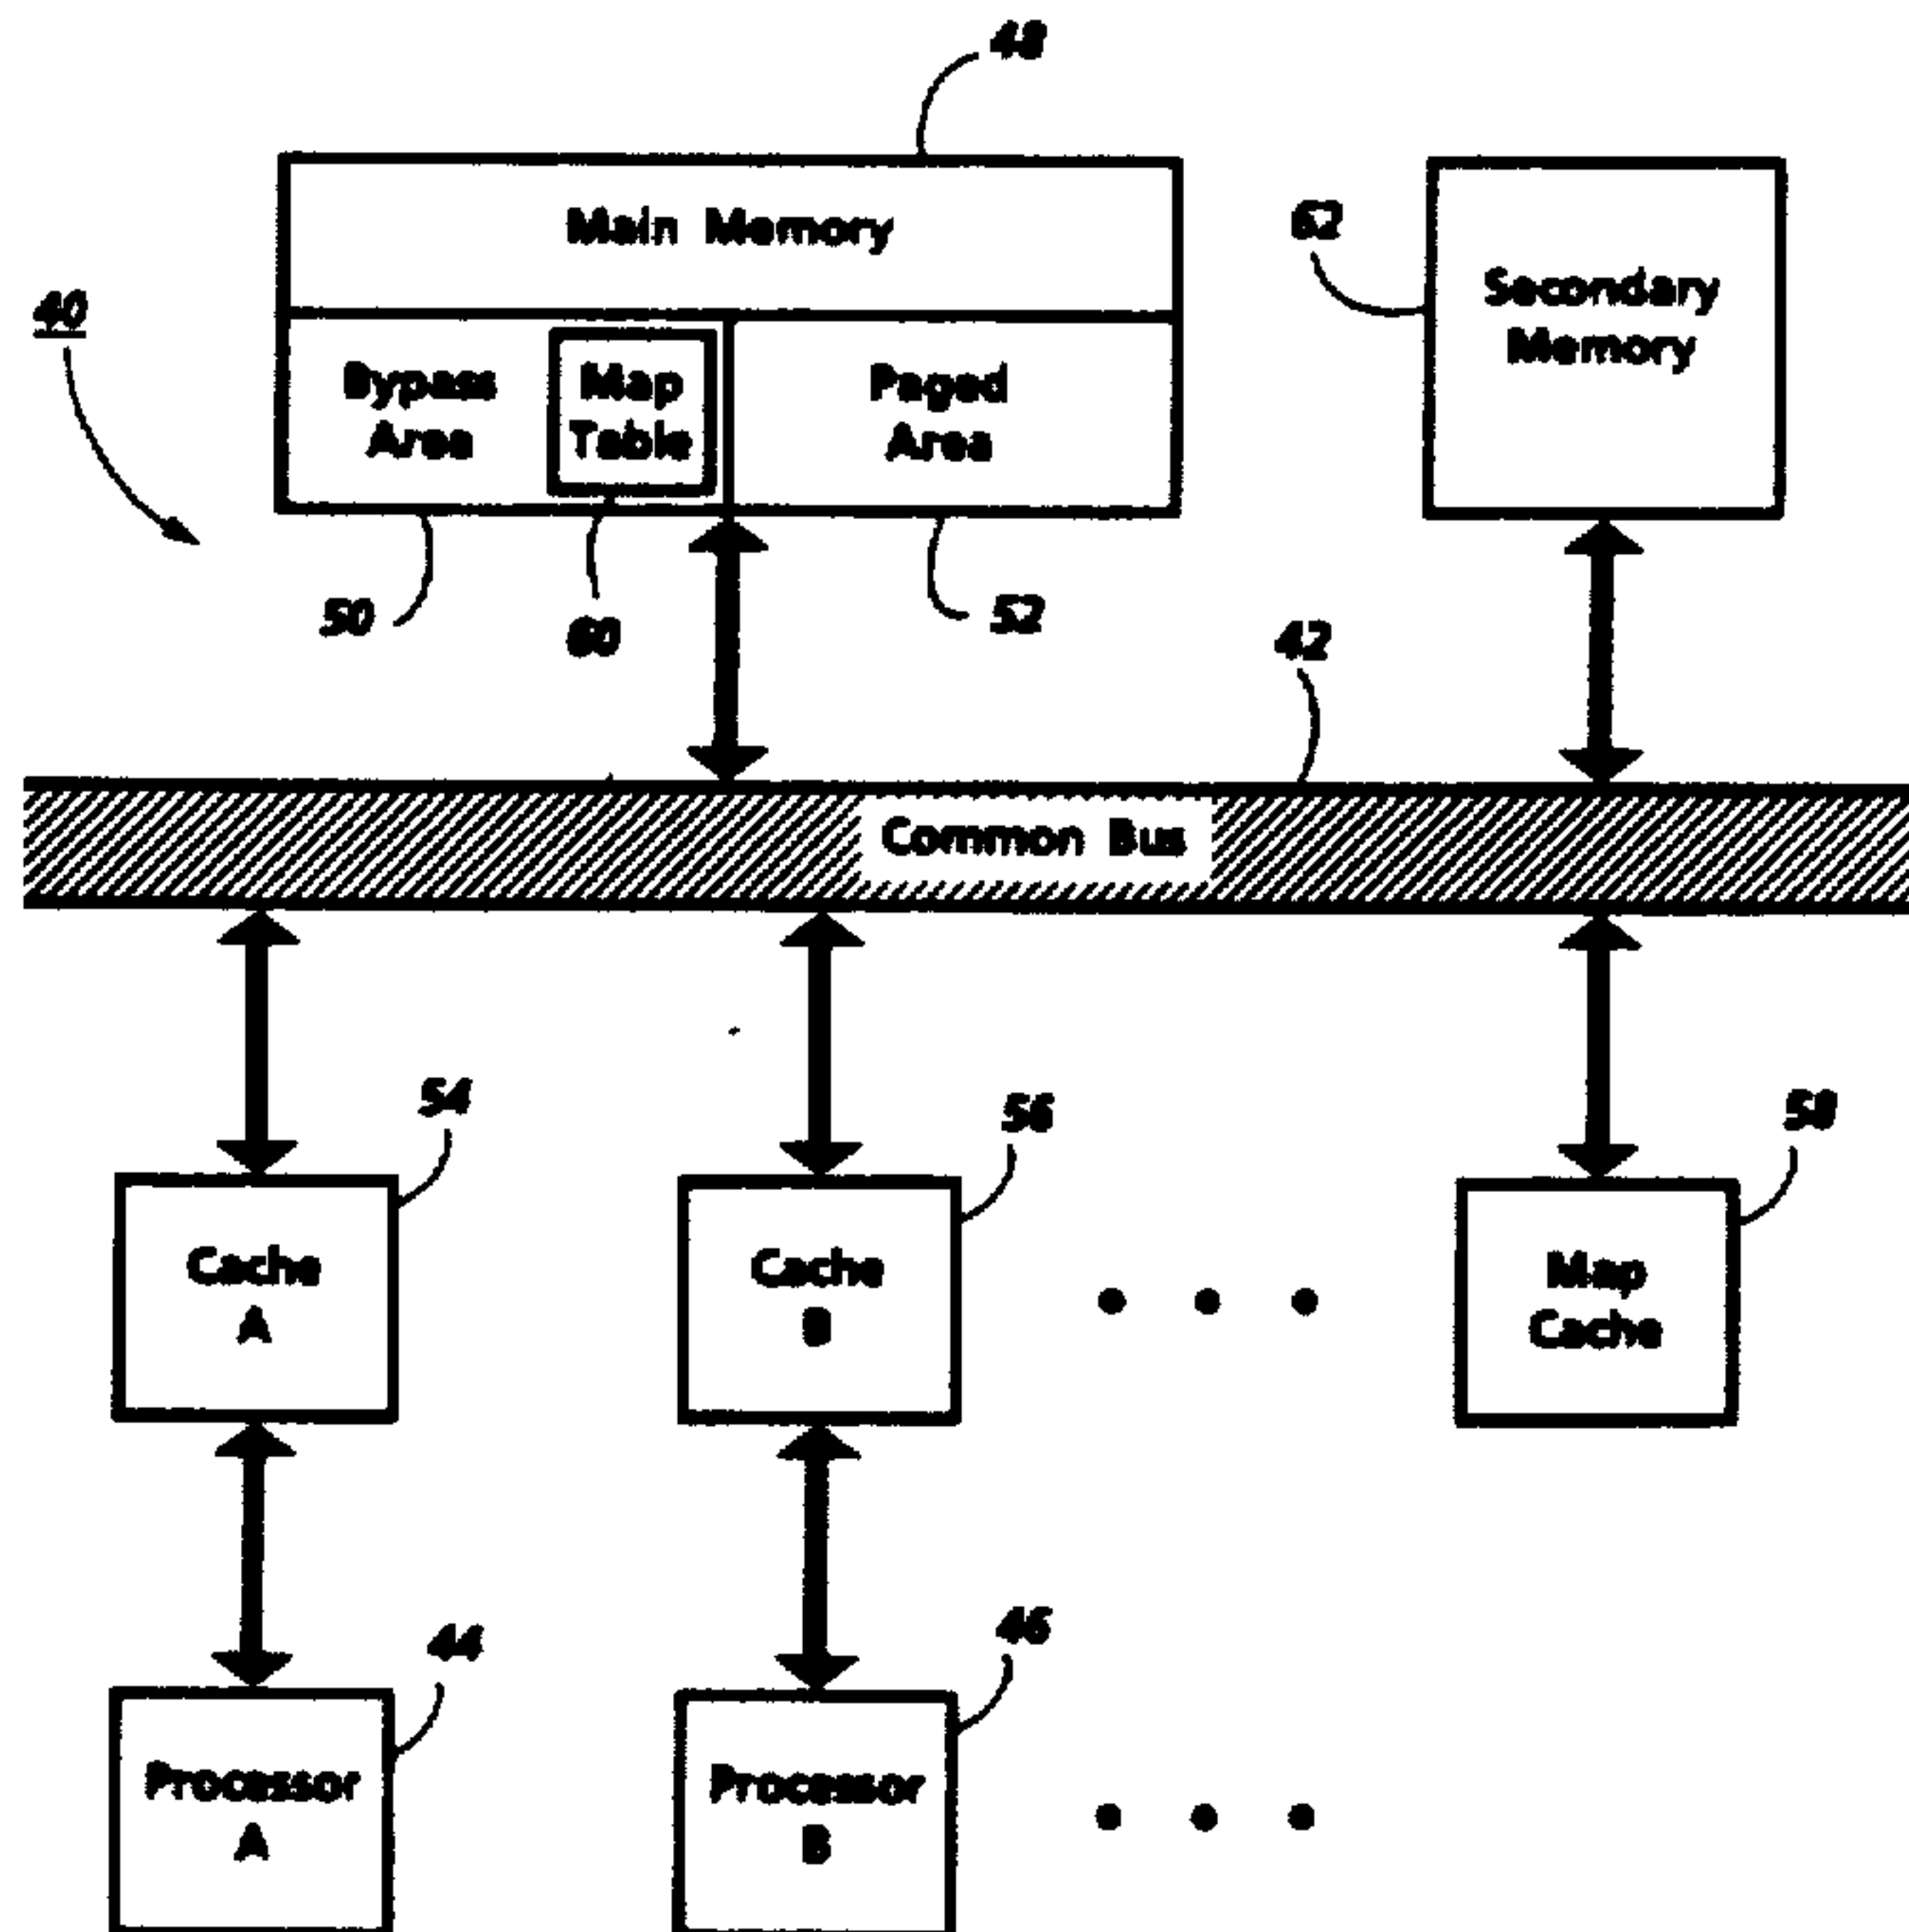 48
Main Memory
62
Secondary
Memory
40
Bypass
Area
Map
Table
Paged
Area
50
60
52
42
Common Bus
54
56
58
Cache
A
Cache
B
Map
Cache
44
46
Processor
A
Processor
B